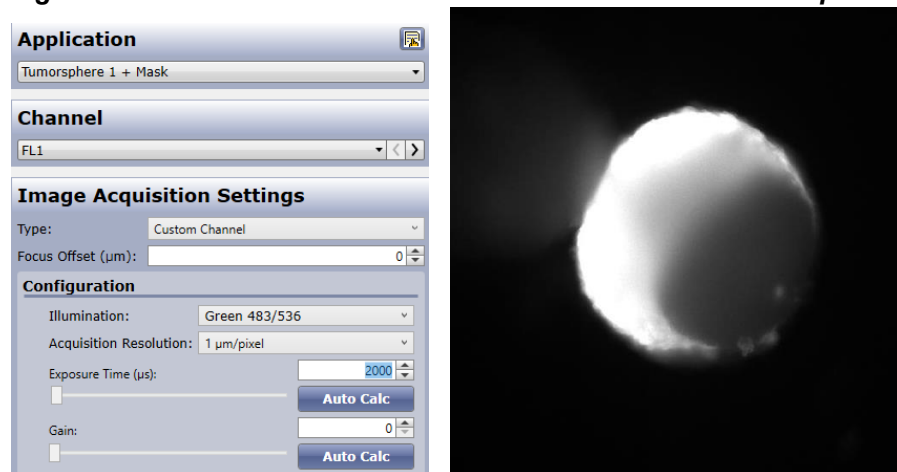 Application
Tumorsphere 1 + Mask
Channel
FL1
Image Acquisition Settings
Type: Custom Channel
Focus Offset (µm): 0
Configuration
Illumination: Green 483/536
Acquisition Resolution: 1 µm/pixel
Exposure Time (µs): 2000
Auto Calc
Gain: 0
Auto Calc